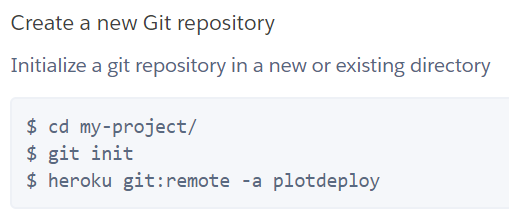 Create a new Git repository
Initialize a git repository in a new or existing directory
$ cd my-project/
$ git init
$ heroku git:remote -a plotdeploy